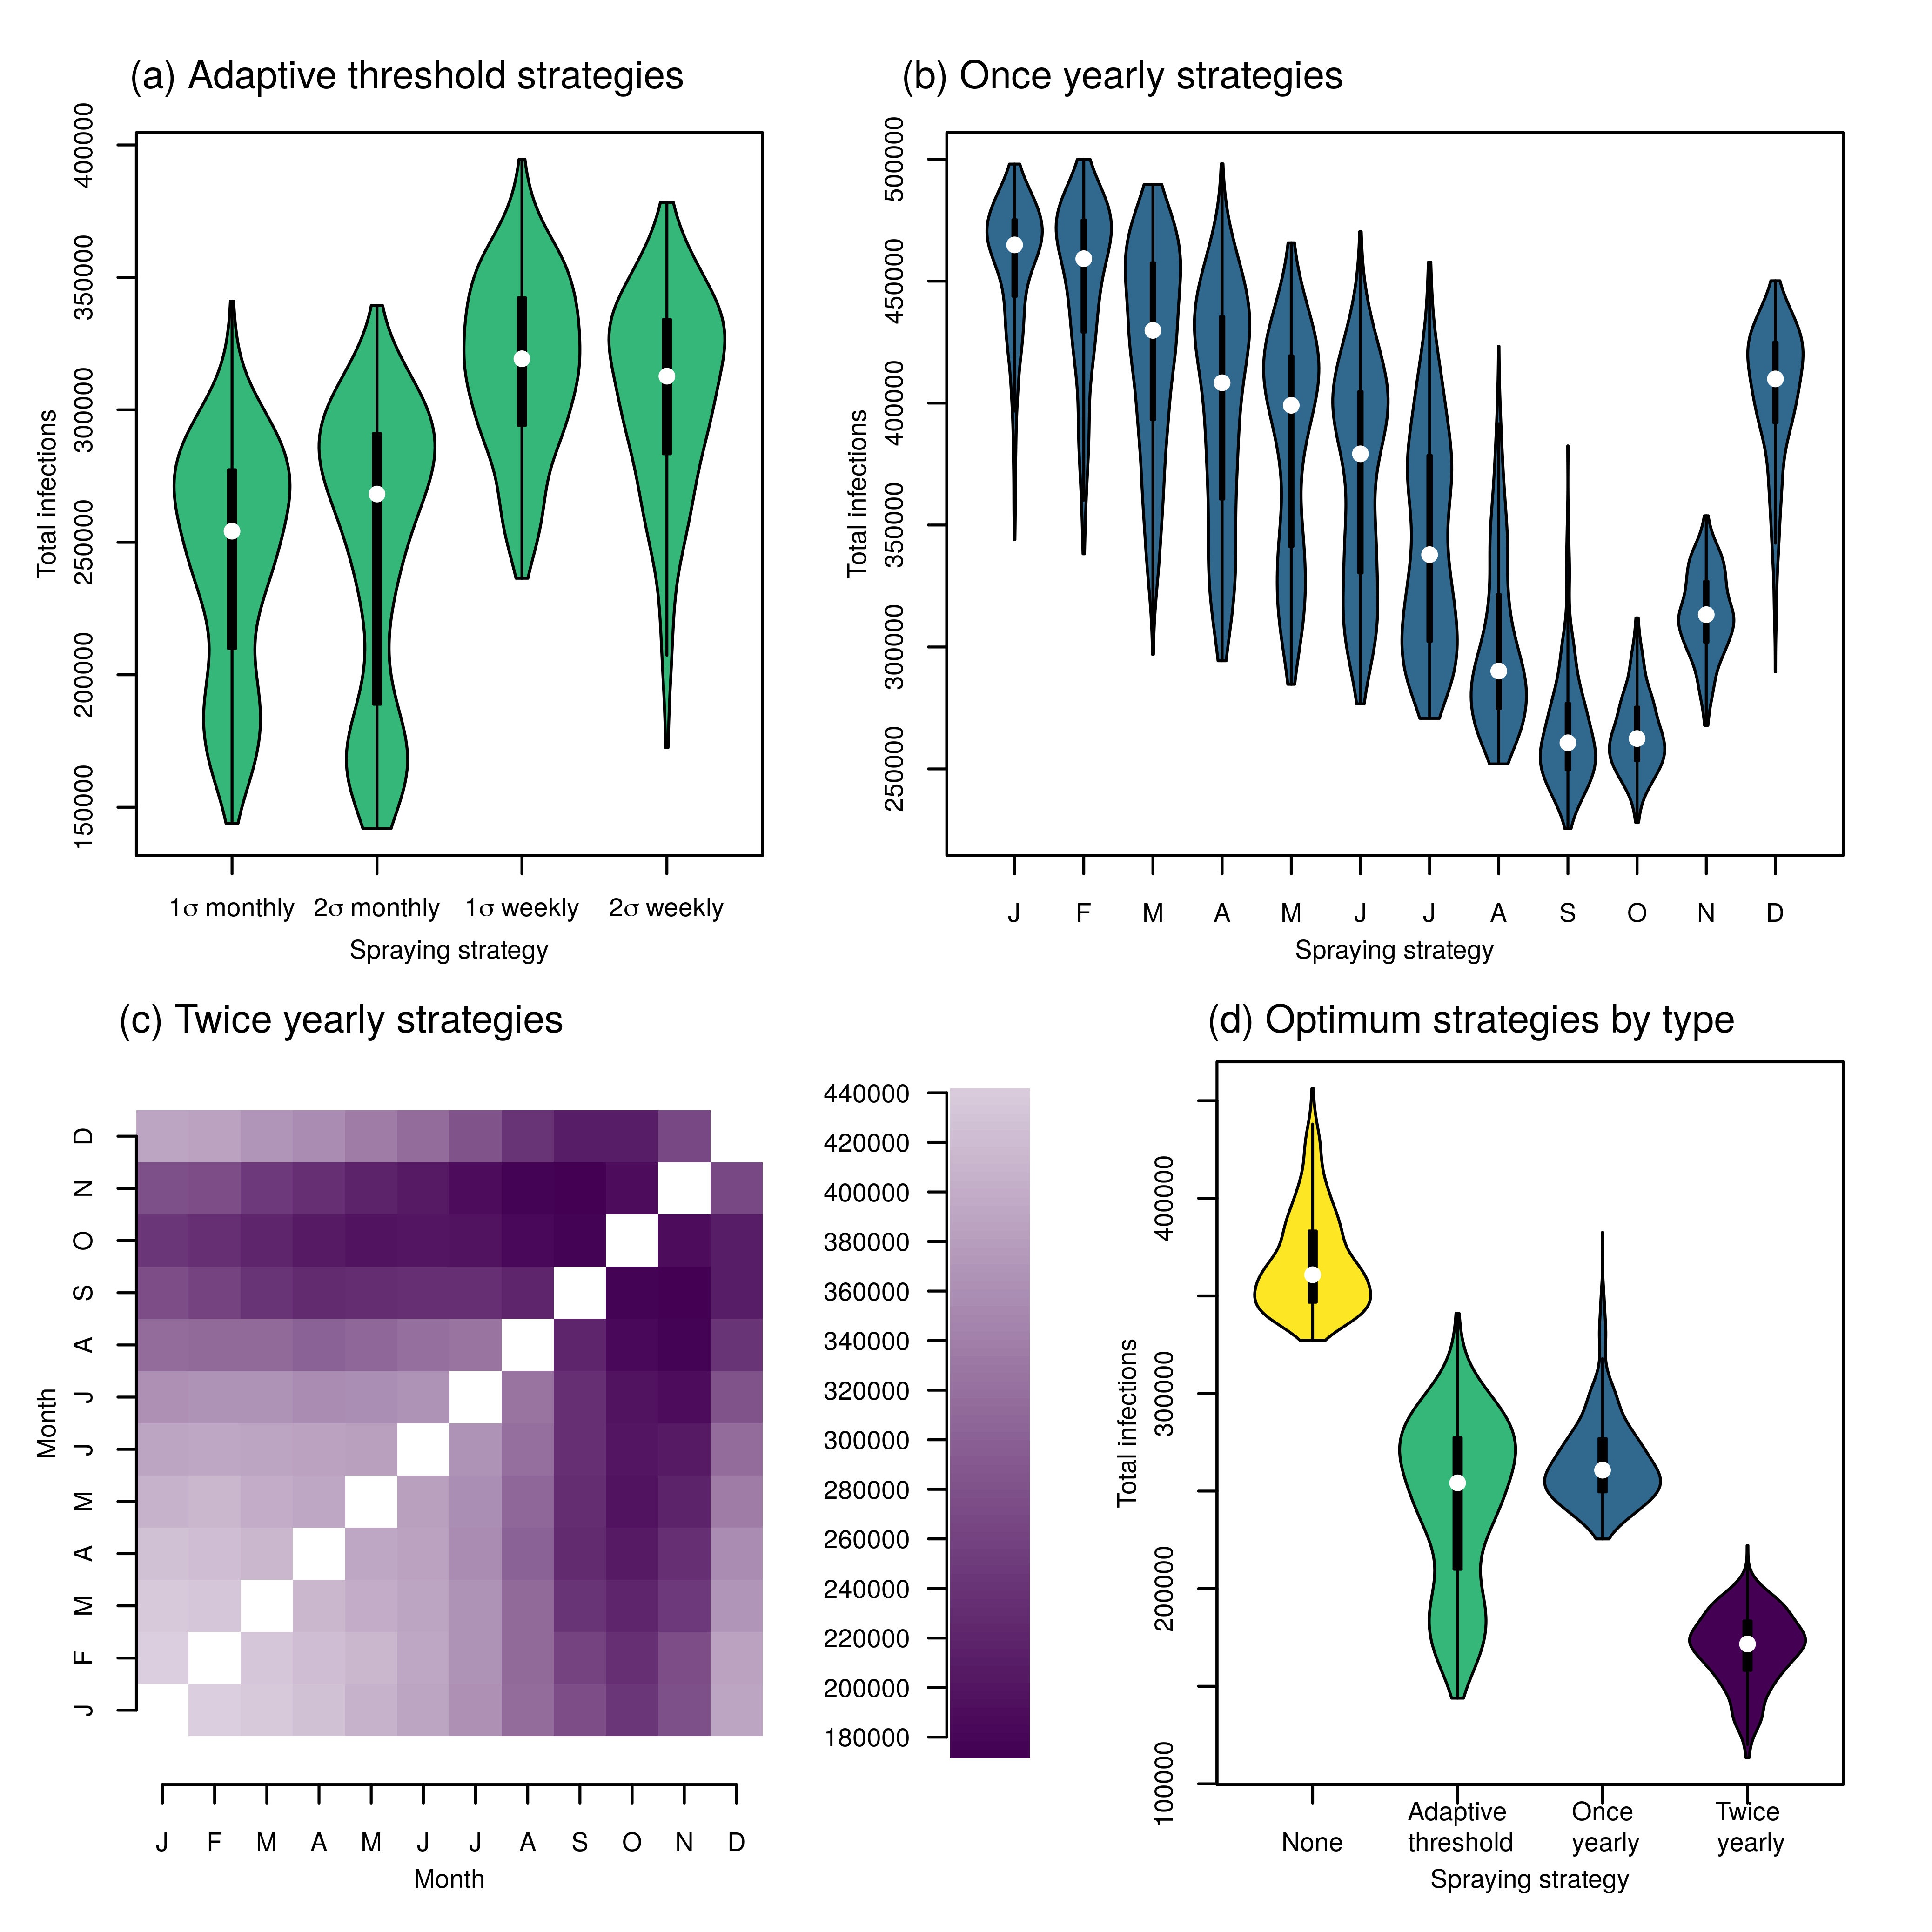 (a) Adaptive threshold strategies
Total infections
400000
350000
300000
250000
200000
150000
1σ monthly 2σ monthly 1σ weekly 2σ weekly
Spraying strategy
(b) Once yearly strategies
Total infections
500000
450000
400000
350000
300000
250000
J F M A M J J A S O N D
Spraying strategy
(c) Twice yearly strategies
Month
D
N
O
S
A
J
J
M
A
M
F
J
J F M A M J J A S O N D
Month
440000
420000
400000
380000
360000
340000
320000
300000
280000
260000
240000
220000
200000
180000
(d) Optimum strategies by type
Total infections
400000
300000
200000
100000
None
Adaptive
threshold
Once
yearly
Twice
yearly
Spraying strategy